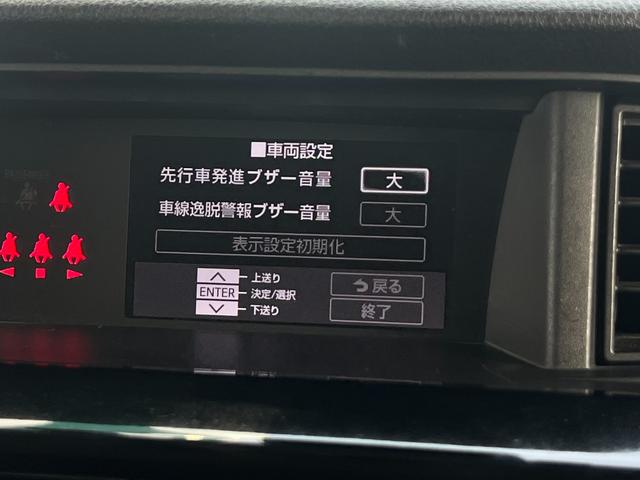 ■車両設定
先行車発進ブザー音量 大
車線逸脱警報ブザー音量 大
表示設定初期化
上送り
ENTER 決定/選択
下送り
戻る
終了